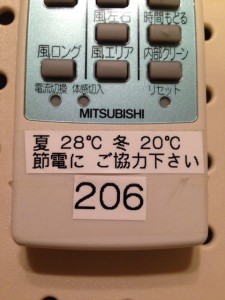 風左右 時間もどる
風ロング 風エリア 内部クリーン
電流切換 体感切入 リセット
MITSUBISHI
夏 28℃ 冬 20℃
節電に ご協力下さい
206